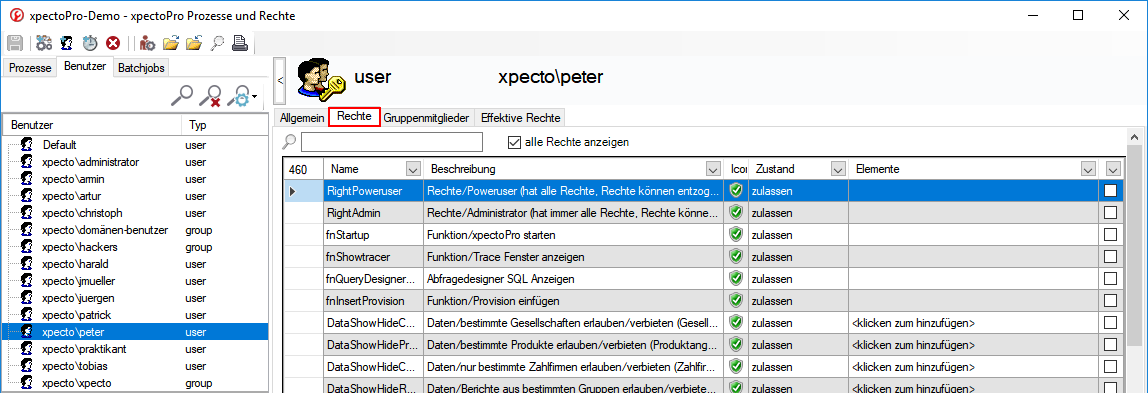 xpectoPro-Demo - xpectoPro Prozesse und Rechte
Prozesse Benutzer Batchjobs
Benutzer Typ
Default user
xpecto\administrator user
xpecto\armin user
xpecto\artur user
xpecto\christoph user
xpecto\domänen-benutzer group
xpecto\hackers group
xpecto\harald user
xpecto\jmueller user
xpecto\juergen user
xpecto\patrick user
xpecto\peter user
xpecto\praktikant user
xpecto\tobias user
xpecto\xpecto group
< user xpecto\peter
Allgemein Rechte Gruppenmitglieder Effektive Rechte
alle Rechte anzeigen
460 Name Beschreibung Icon Zustand Elemente
RightPoweruser Rechte/Poweruser (hat alle Rechte, Rechte können entzog... zulassen
RightAdmin Rechte/Administrator (hat immer alle Rechte, Rechte könne... zulassen
fnStartup Funktion/xpectoPro starten zulassen
fnShowtracer Funktion/Trace Fenster anzeigen zulassen
fnQueryDesigner... Abfragedesigner SQL Anzeigen zulassen
fnInsertProvision Funktion/Provision einfügen zulassen
DataShowHideC... Daten/bestimmte Gesellschaften erlauben/verbieten (Gesell... zulassen <klicken zum hinzufügen>
DataShowHidePr... Daten/bestimmte Produkte erlauben/verbieten (Produktang... zulassen <klicken zum hinzufügen>
DataShowHideC... Daten/nur bestimmte Zahlfirmen erlauben/verbieten (Zahlfir... zulassen <klicken zum hinzufügen>
DataShowHideR... Daten/Berichte aus bestimmten Gruppen erlauben/verbiete... zulassen <klicken zum hinzufügen>